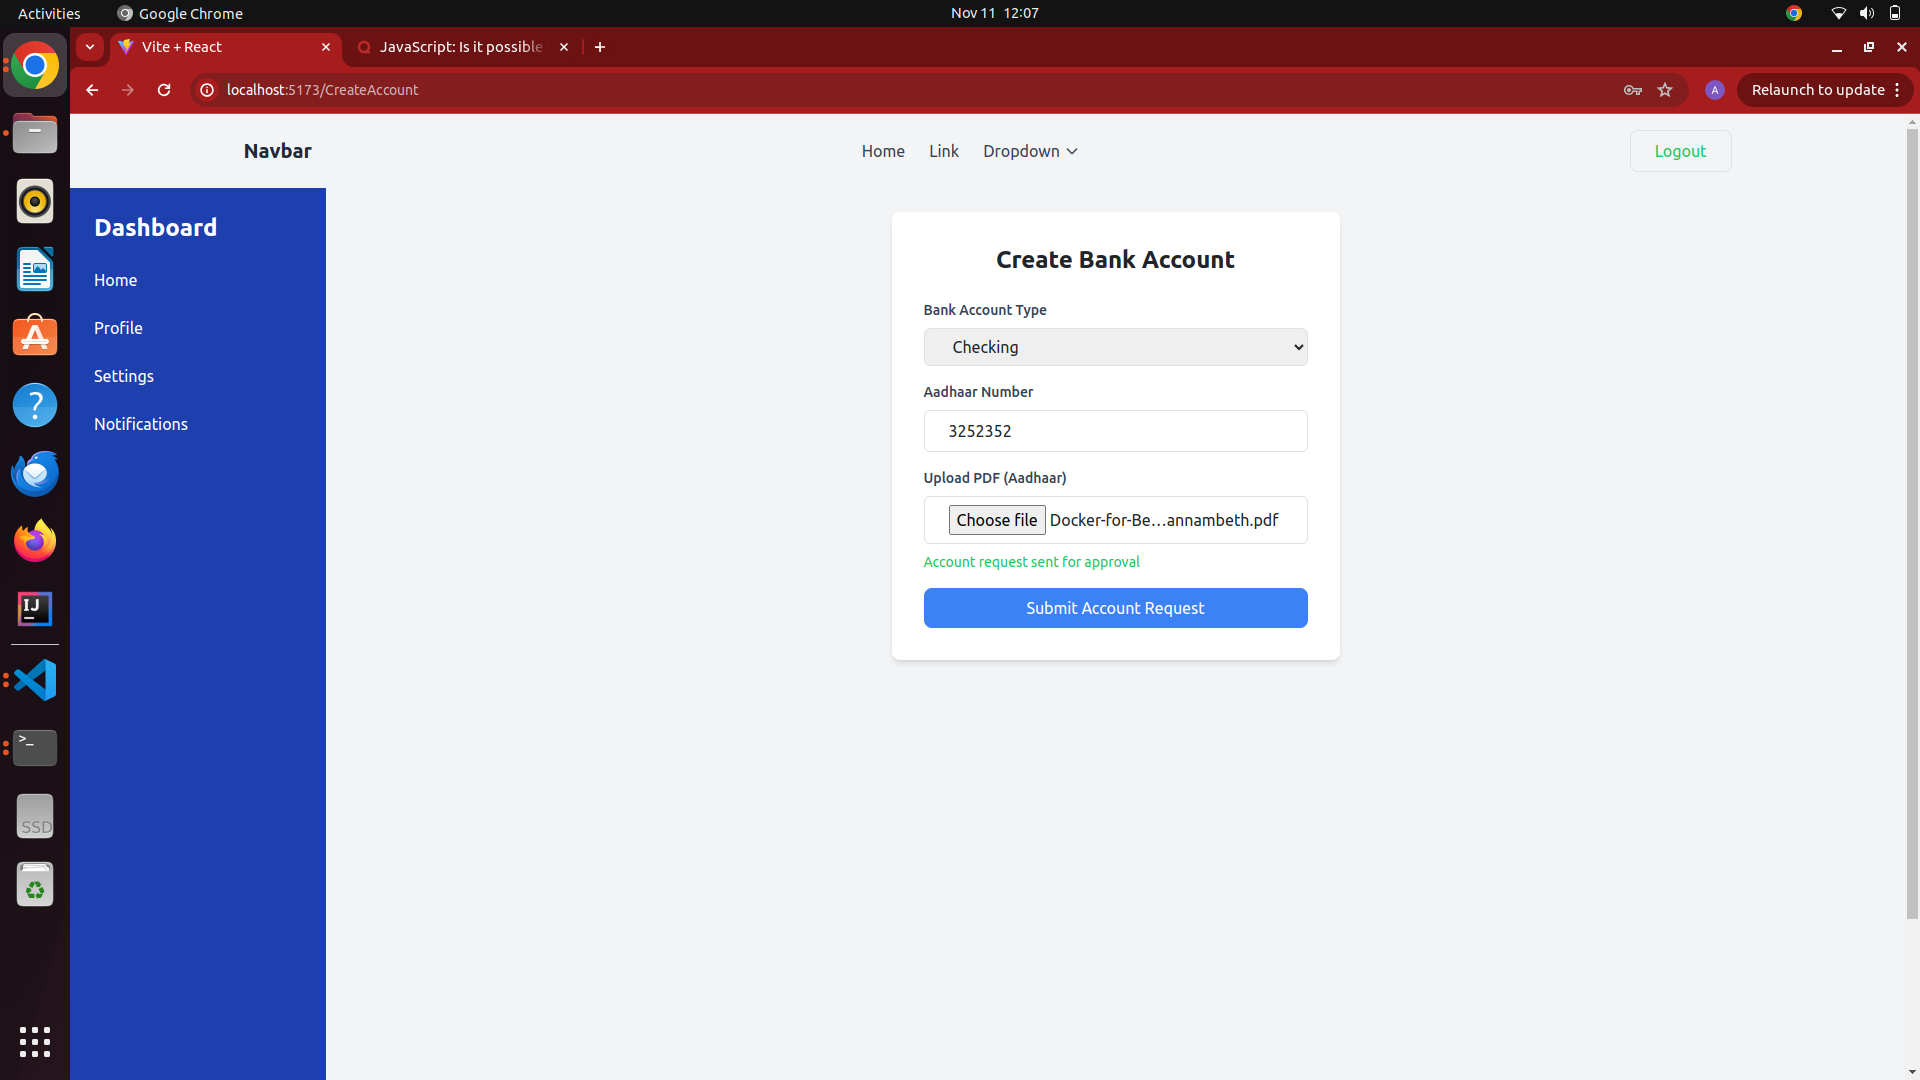 Activities
Google Chrome
Nov 11 12:07
Vite + React
JavaScript: Is it possible
localhost:5173/CreateAccount
A
Relaunch to update
Navbar
Home
Link
Dropdown
Logout
Dashboard
Home
Profile
Settings
Notifications
Create Bank Account
Bank Account Type
Checking
Aadhaar Number
3252352
Upload PDF (Aadhaar)
Choose file Docker-for-Be...annambeth.pdf
Account request sent for approval
Submit Account Request
IJ
>_
SSD